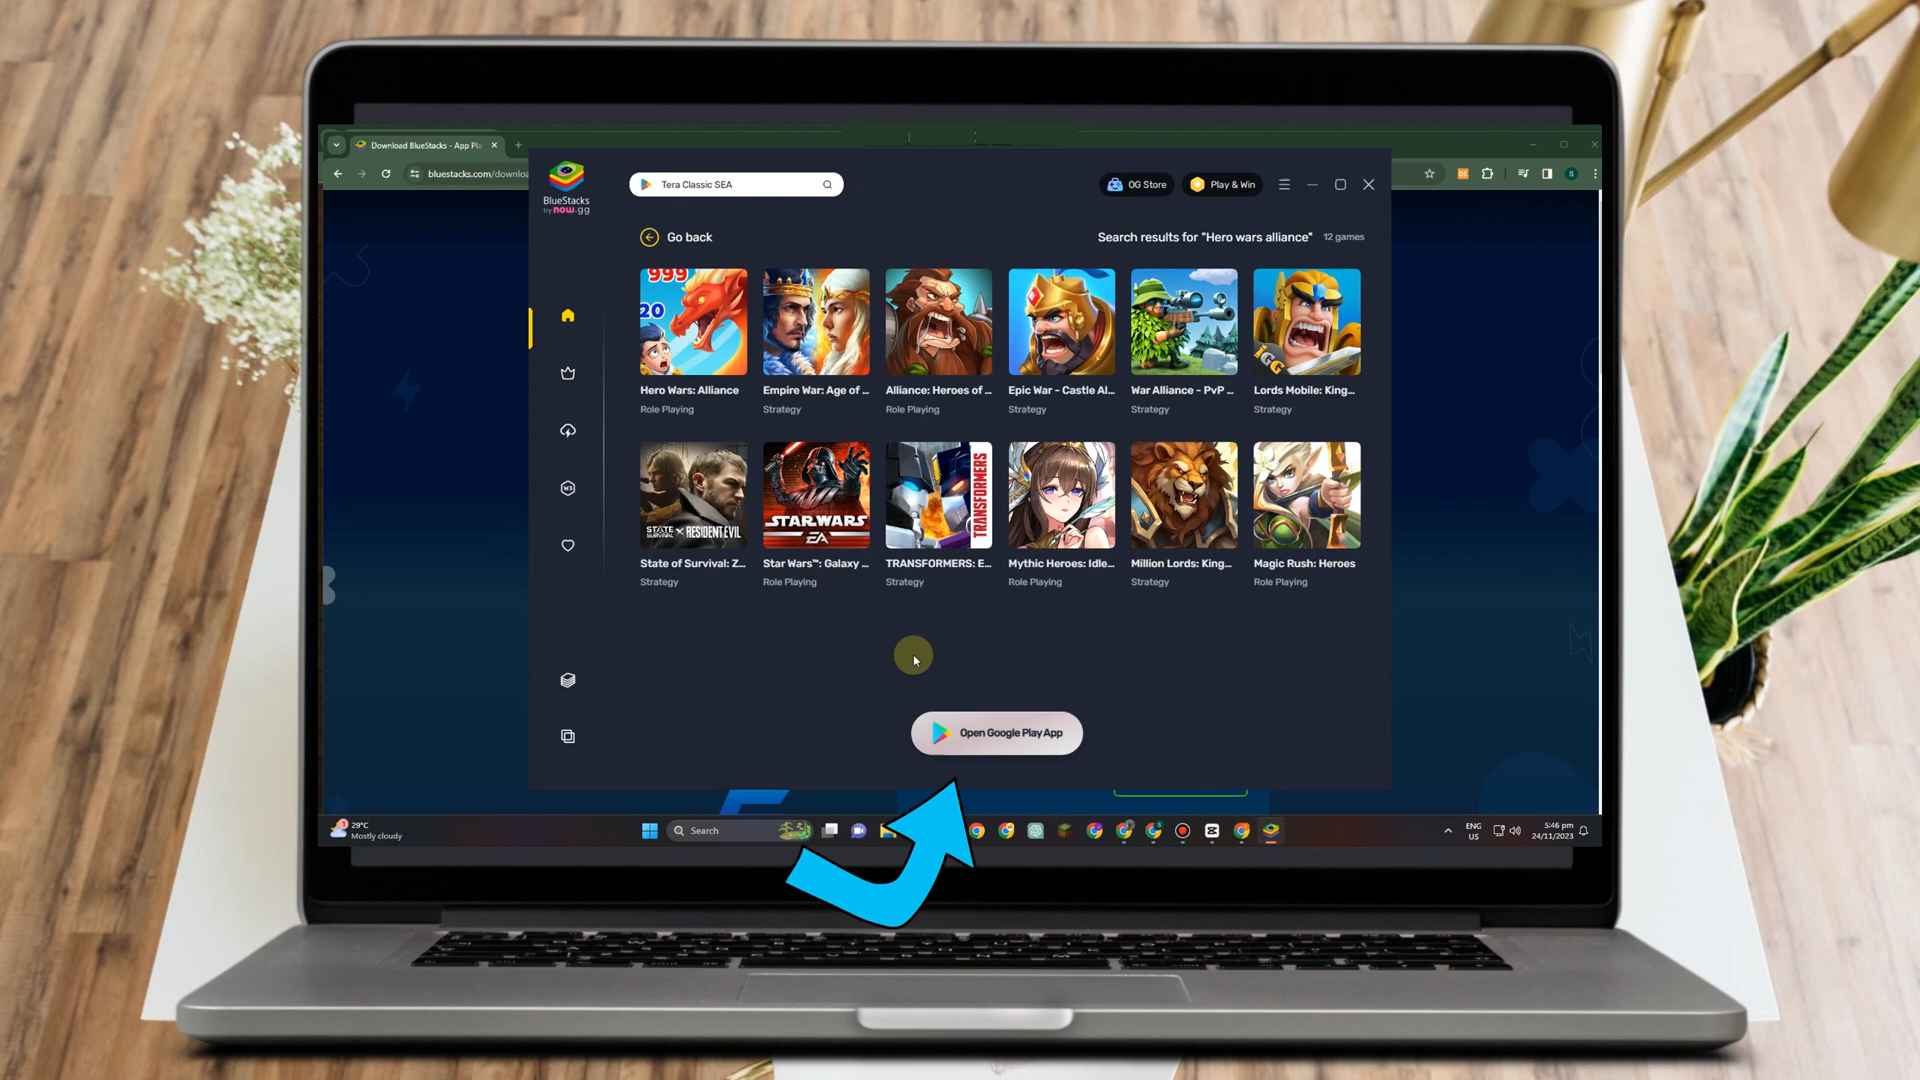 Download BlueStacks - App Pla
bluestacks.com/downloa
BlueStacks
by now.gg
Tera Classic SEA
OG Store
Play & Win
Go back
Search results for "Hero wars alliance" 12 games
999
20
IGG
Hero Wars: Alliance
Role Playing
Empire War: Age of ...
Strategy
Alliance: Heroes of ...
Role Playing
Epic War - Castle Al...
Strategy
War Alliance - PvP ...
Strategy
Lords Mobile: King...
Strategy
STATE SURVIVAL X RESIDENT EVIL
STAR WARS
EA
TRANSFORMERS
State of Survival: Z...
Strategy
Star Wars™: Galaxy ...
Role Playing
TRANSFORMERS: E...
Strategy
Mythic Heroes: Idle...
Role Playing
Million Lords: King...
Strategy
Magic Rush: Heroes
Role Playing
Open Google Play App
1
29°C
Mostly cloudy
Search
ENG
US
5:46 pm
24/11/2023